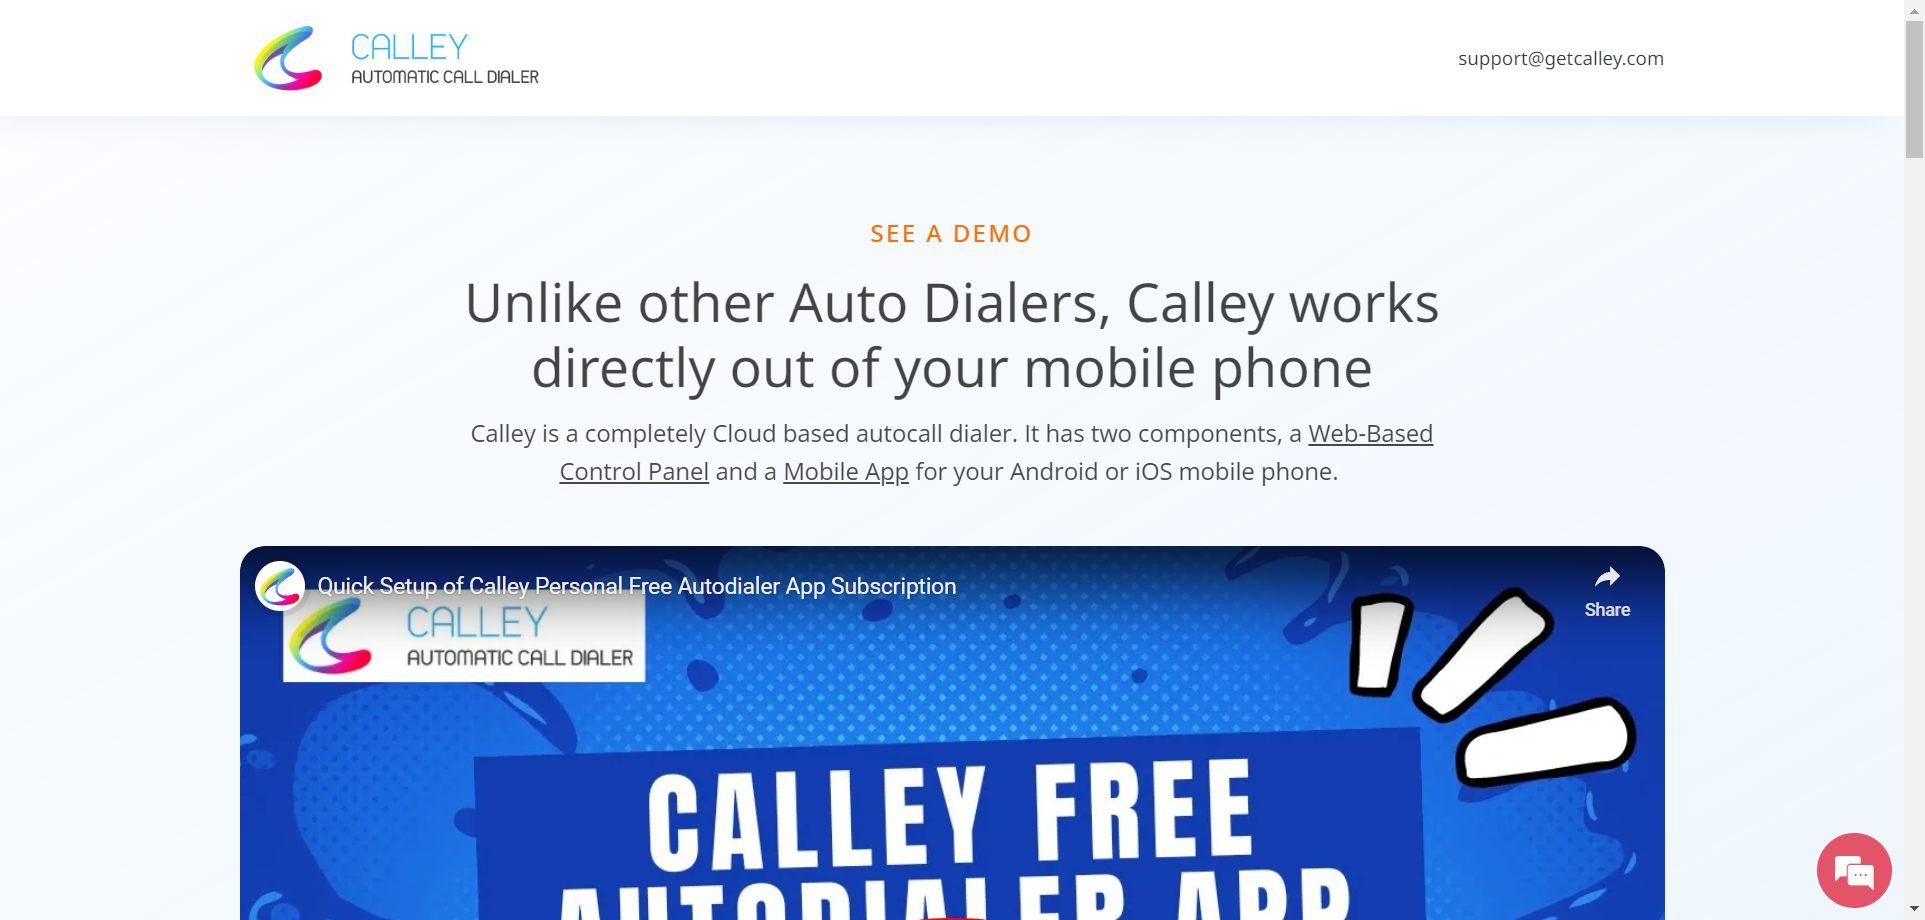 CALLEY
AUTOMATIC CALL DIALER
support@getcalley.com
SEE A DEMO
Unlike other Auto Dialers, Calley works
directly out of your mobile phone
Calley is a completely Cloud based autocall dialer. It has two components, a Web-Based
Control Panel and a Mobile App for your Android or iOS mobile phone.
Quick Setup of Calley Personal Free Autodialer App Subscription
Share
CALLEY
AUTOMATIC CALL DIALER
CALLEY FREE
AUTODIALER APP